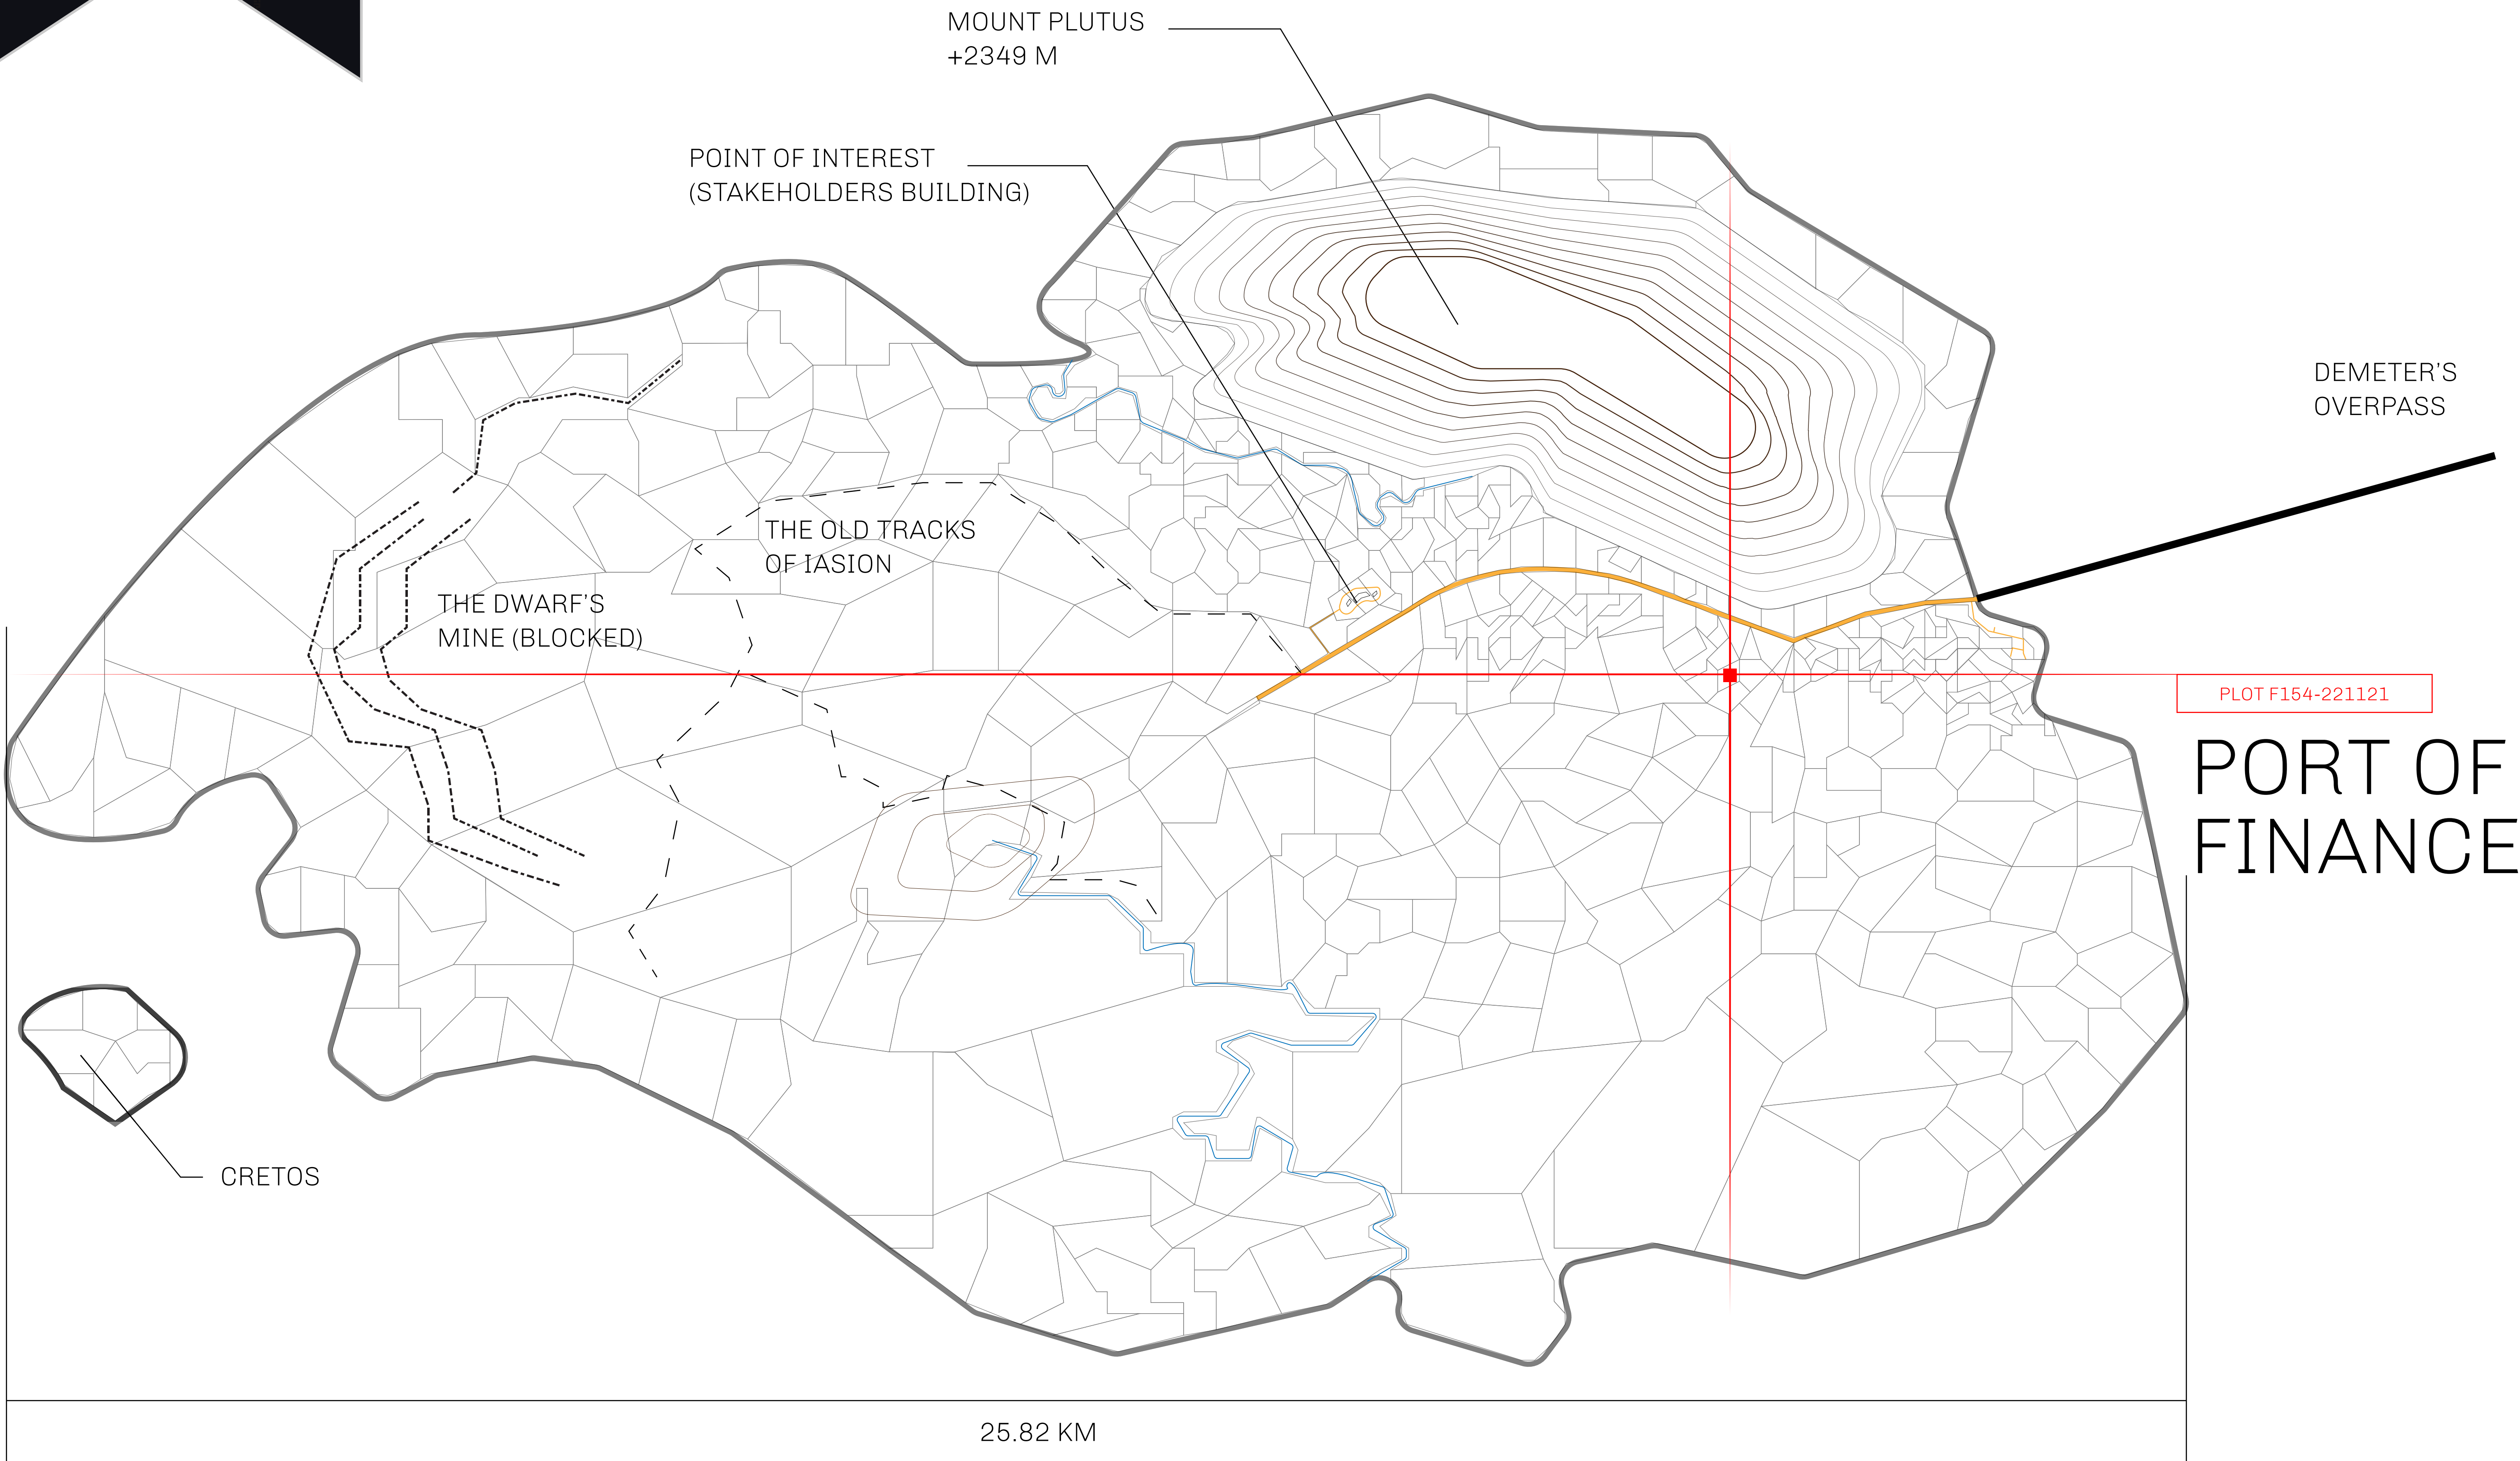 MOUNT PLUTUS
+2349 M
POINT OF INTEREST
(STAKEHOLDERS BUILDING)
DEMETER'S
OVERPASS
THE OLD TRACKS
OF IASION
THE DWARF'S
MINE (BLOCKED)
PLOT F154-221121
PORT OF
FINANCE
CRETOS
25.82 KM